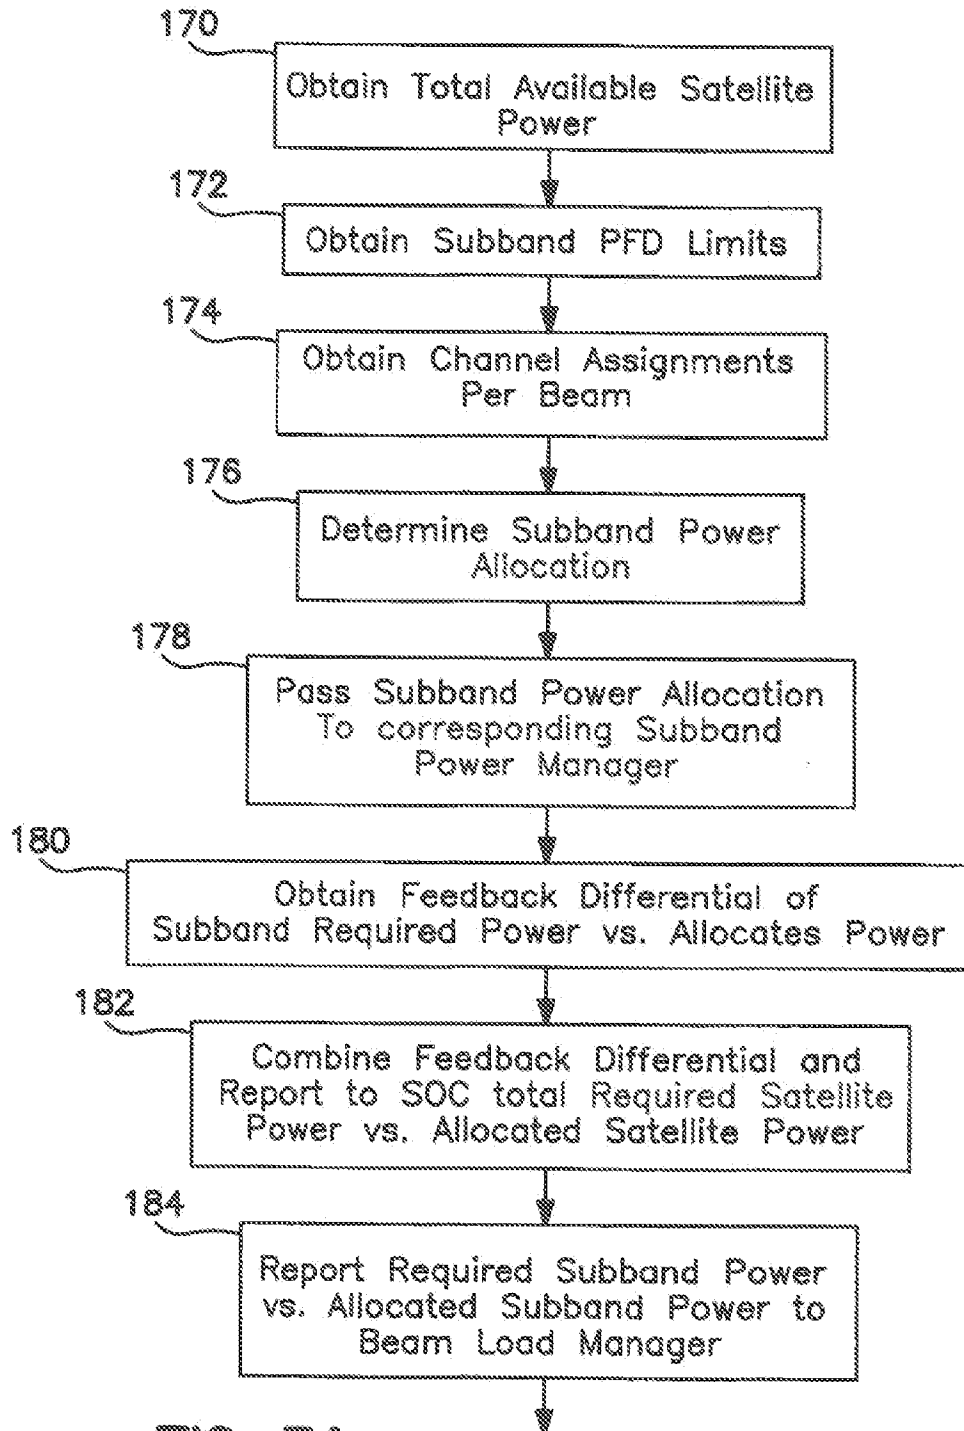 170
Obtain Total Available Satellite
Power
172
Obtain Subband PFD Limits
174
Obtain Channel Assignments
Per Beam
176
Determine Subband Power
Allocation
178
Pass Subband Power Allocation
To corresponding Subband
Power Manager
180
Obtain Feedback Differential of
Subband Required Power vs. Allocates Power
182
Combine Feedback Differential and
Report to SOC total Required Satellite
Power vs. Allocated Satellite Power
184
Report Required Subband Power
vs. Allocated Subband Power to
Beam Load Manager